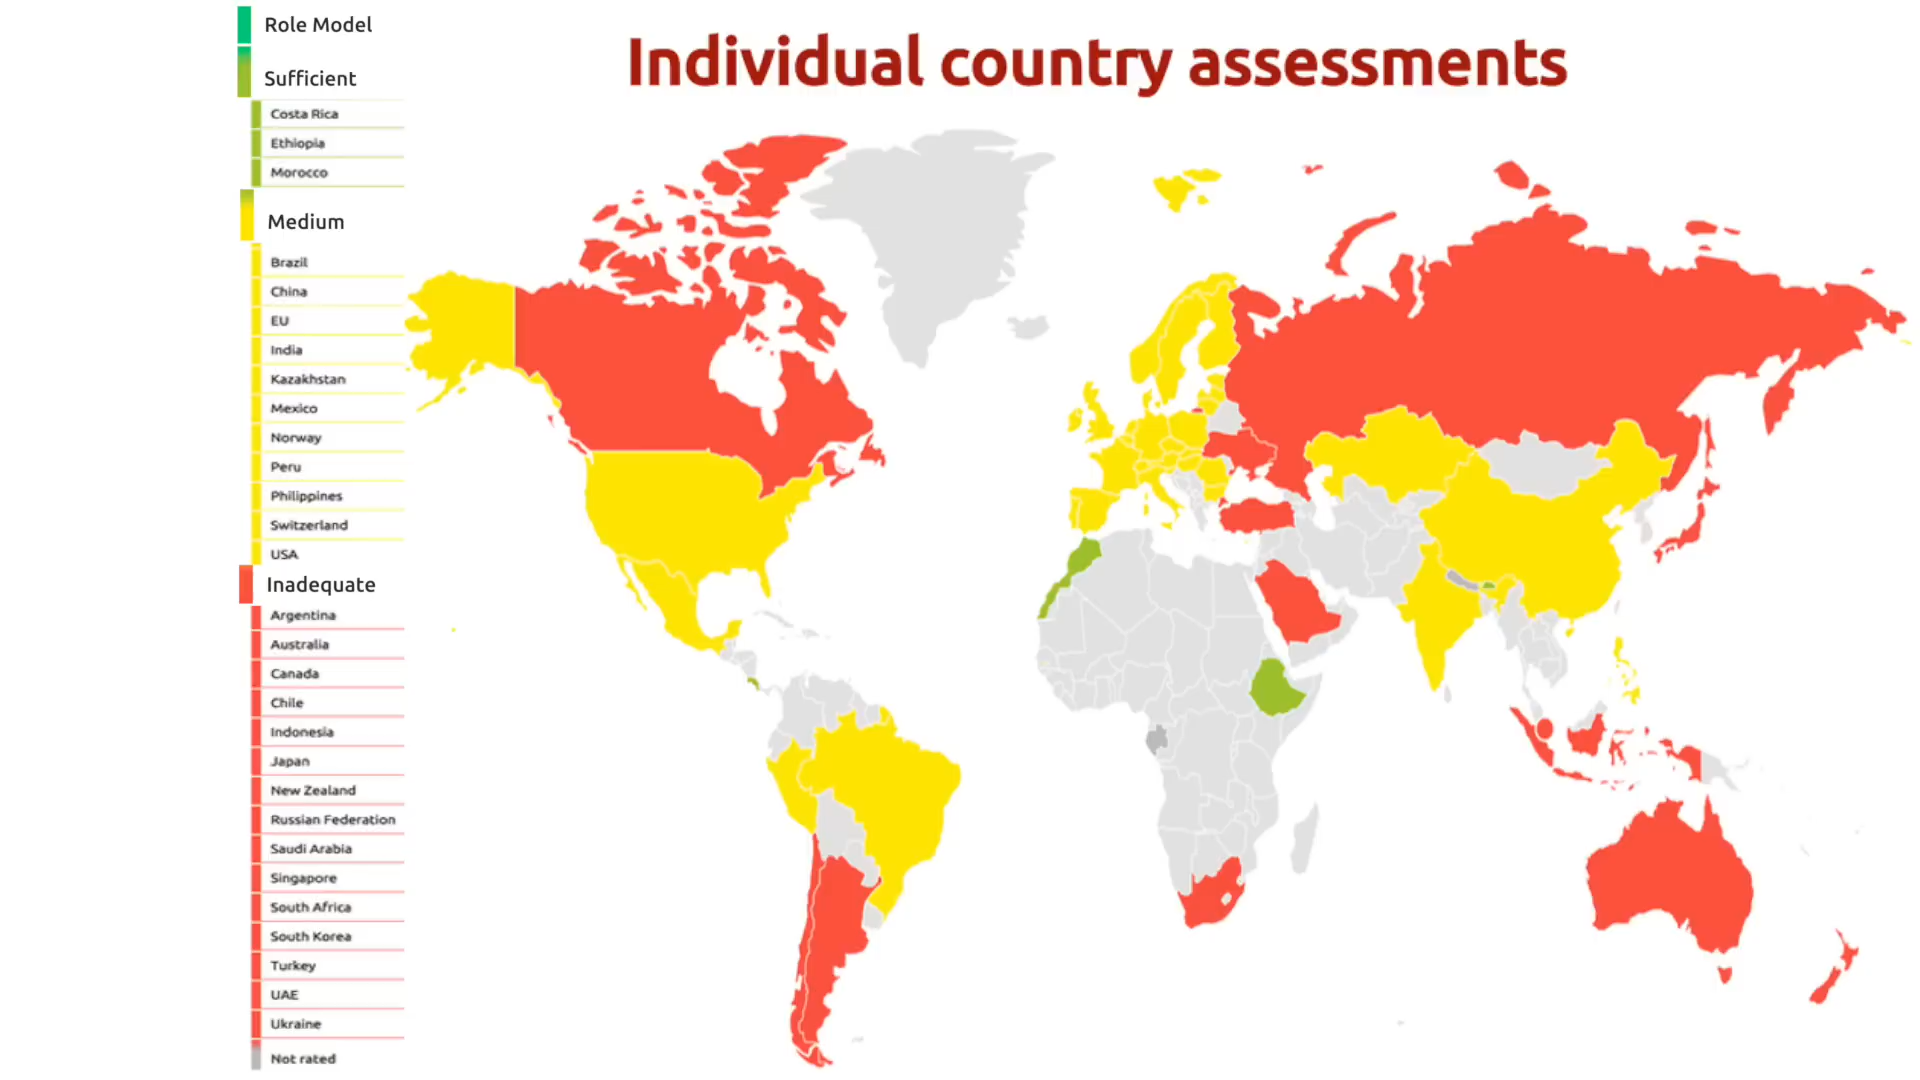 Role Model
Individual country assessments
Sufficient
Costa Rica
Ethiopia
Morocco
Medium
Brazil
China
EU
India
Kazakhstan
Mexico
Norway
Peru
Philippines
Switzerland
USA
Inadequate
Argentina
Australia
Canada
Chile
Indonesia
Japan
New Zealand
Russian Federation
Saudi Arabia
Singapore
South Africa
South Korea
Turkey
UAE
Ukraine
Not rated